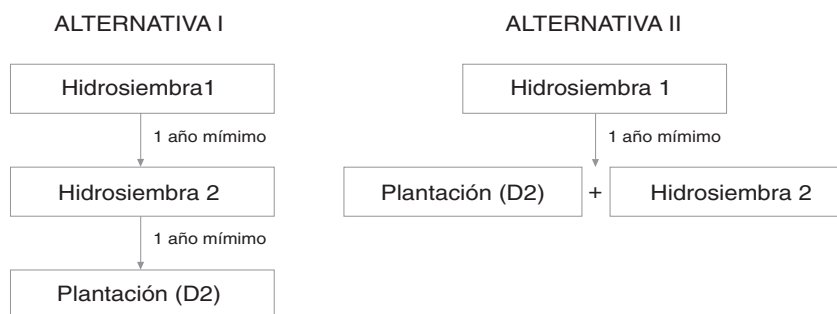 ALTERNATIVA I
Hidrosiembra1
1 año mímimo
Hidrosiembra 2
1 año mímimo
Plantación (D2)
ALTERNATIVA II
Hidrosiembra 1
1 año mímimo
Plantación (D2) + Hidrosiembra 2